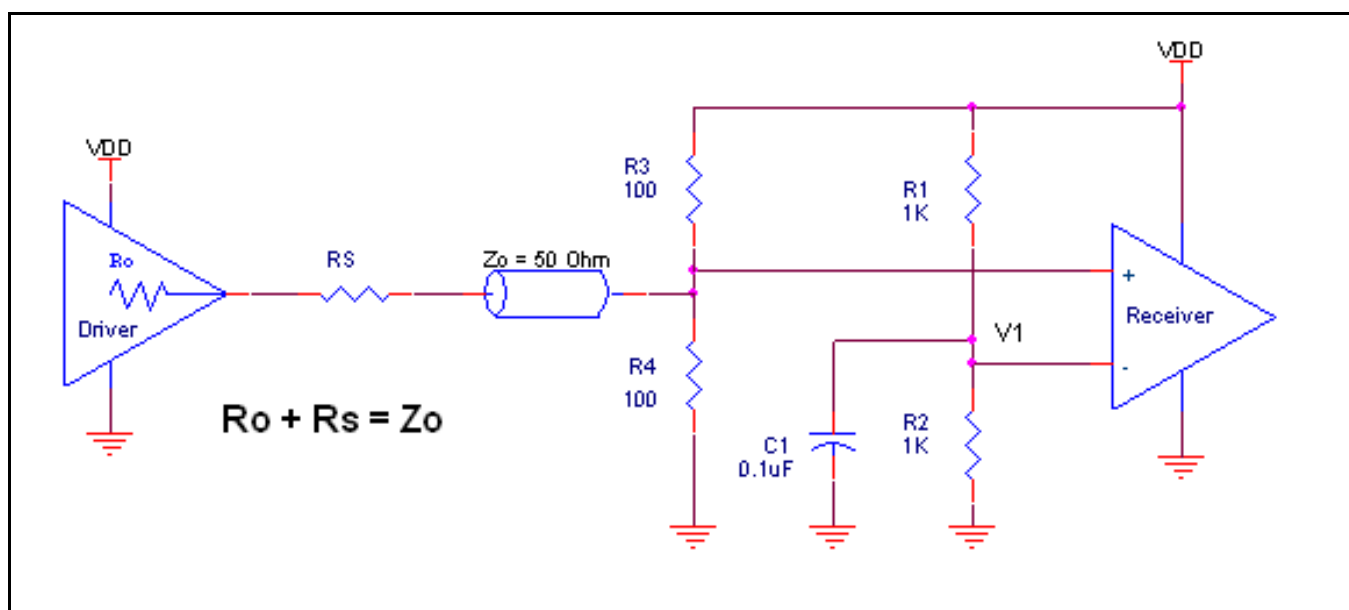 VDD
VDD
R3
100
R1
1K
Ro
RS
Zo = 50 Ohm
+
Driver
Receiver
V1
-
R4
100
Ro + Rs = Zo
R2
1K
C1
0.1uF